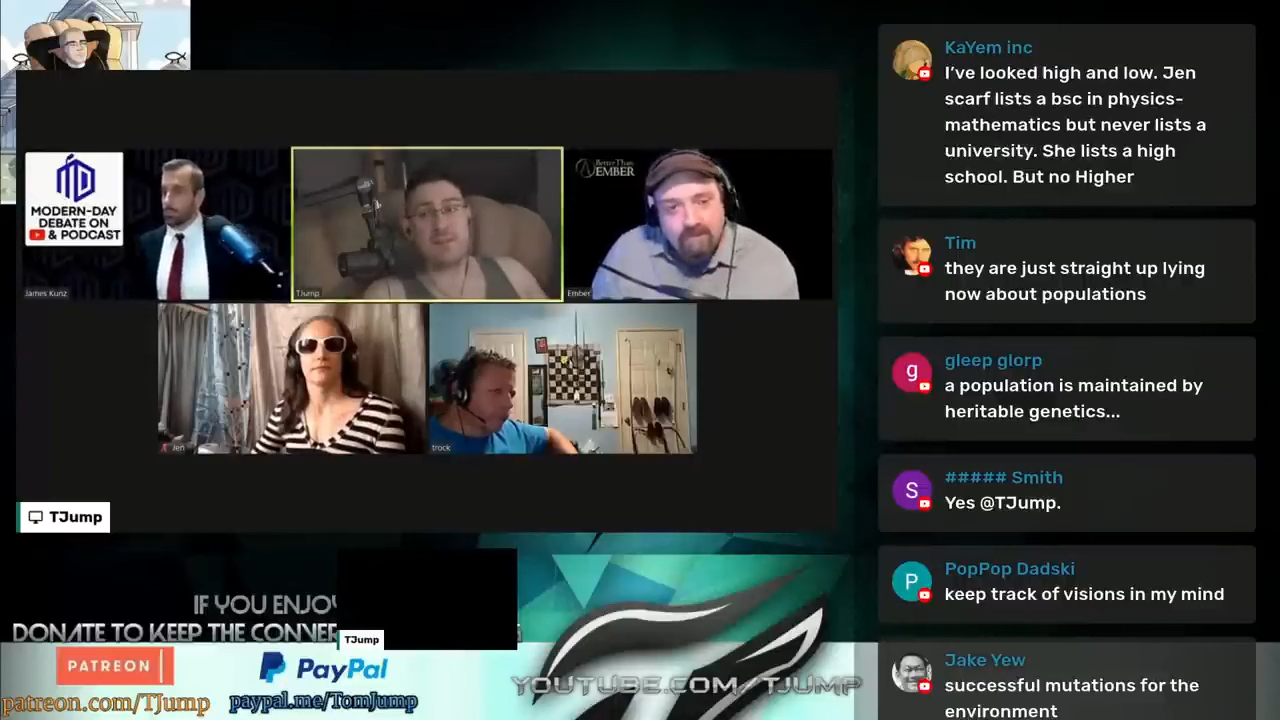 MODERN-DAY
DEBATE ON
& PODCAST
James Kunz
TJump
Better Than
EMBER
Ember
Jen
trock
TJump
IF YOU ENJOY
DONATE TO KEEP THE CONVER
TJump
PATREON
patreon.com/TJump
PayPal
paypal.me/TomJump
YOUTUBE.COM/TJUMP
KaYem inc
I’ve looked high and low. Jen
scarf lists a bsc in physics-
mathematics but never lists a
university. She lists a high
school. But no Higher
Tim
they are just straight up lying
now about populations
g
gleep glorp
a population is maintained by
heritable genetics...
S
##### Smith
Yes @TJump.
P
PopPop Dadski
keep track of visions in my mind
Jake Yew
successful mutations for the
environment